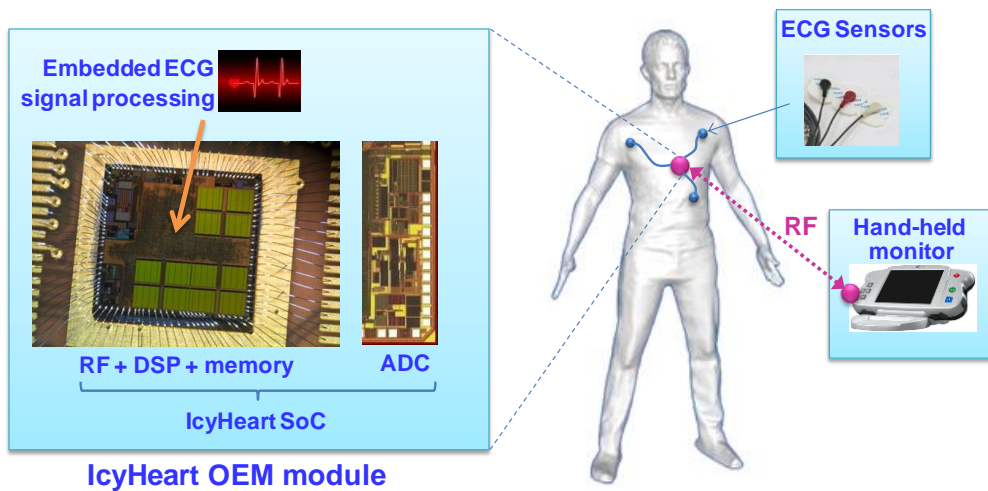 Embedded ECG
signal processing
RF + DSP + memory
ADC
IcyHeart SoC
IcyHeart OEM module
ECG Sensors
RF
Hand-held
monitor